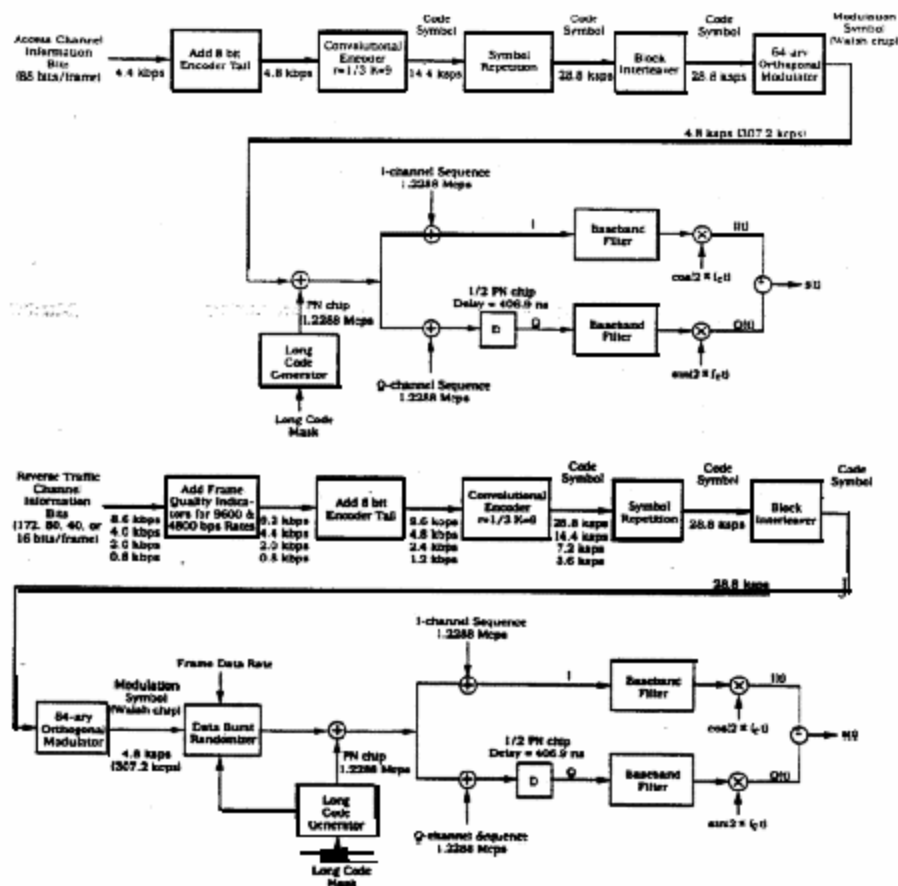 Access Channel
Information
Bits
(88 bits/frame)
4.4 kbps
Add 8 bit
Encoder Tail
4.8 kbps
Convolutional
Encoder
r=1/3 K=9
Code
Symbol
14.4 ksps
Symbol
Repetition
Code
Symbol
28.8 ksps
Block
Interleaver
Code
Symbol
28.8 ksps
64-ary
Orthogonal
Modulator
Modulation
Symbol
(Walsh chip)
4.8 ksps (307.2 kcps)
I-channel Sequence
1.2288 Mcps
I
Baseband
Filter
I(t)
cos(2 π fct)
PN chip
(1.2288 Mcps
Long
Code
Generator
Long Code
Mask
1/2 PN chip
Delay = 406.9 ns
D
Q
Baseband
Filter
Q(t)
sin(2 π fct)
s(t)
Q-channel Sequence
1.2288 Mcps
Reverse Traffic
Channel
Information
Bits
(172, 80, 40, or
16 bits/frame)
8.6 kbps
4.0 kbps
2.0 kbps
0.8 kbps
Add Frame
Quality Indica-
tors for 9600 &
4800 bps Rates
9.2 kbps
4.4 kbps
2.0 kbps
0.8 kbps
Add 8 bit
Encoder Tail
9.6 kbps
4.8 kbps
2.4 kbps
1.2 kbps
Convolutional
Encoder
r=1/3 K=9
Code
Symbol
28.8 ksps
14.4 ksps
7.2 ksps
3.6 ksps
Symbol
Repetition
Code
Symbol
28.8 ksps
Block
Interleaver
Code
Symbol
28.8 ksps
64-ary
Orthogonal
Modulator
Modulation
Symbol
(Walsh chip)
4.8 ksps
(307.2 kcps)
Frame Data Rate
Data Burst
Randomizer
PN chip
1.2288 Mcps
Long
Code
Generator
Long Code
Mask
I-channel Sequence
1.2288 Mcps
I
Baseband
Filter
I(t)
cos(2 π fct)
1/2 PN chip
Delay = 406.9 ns
D
Q
Baseband
Filter
Q(t)
sin(2 π fct)
s(t)
Q-channel Sequence
1.2288 Mcps